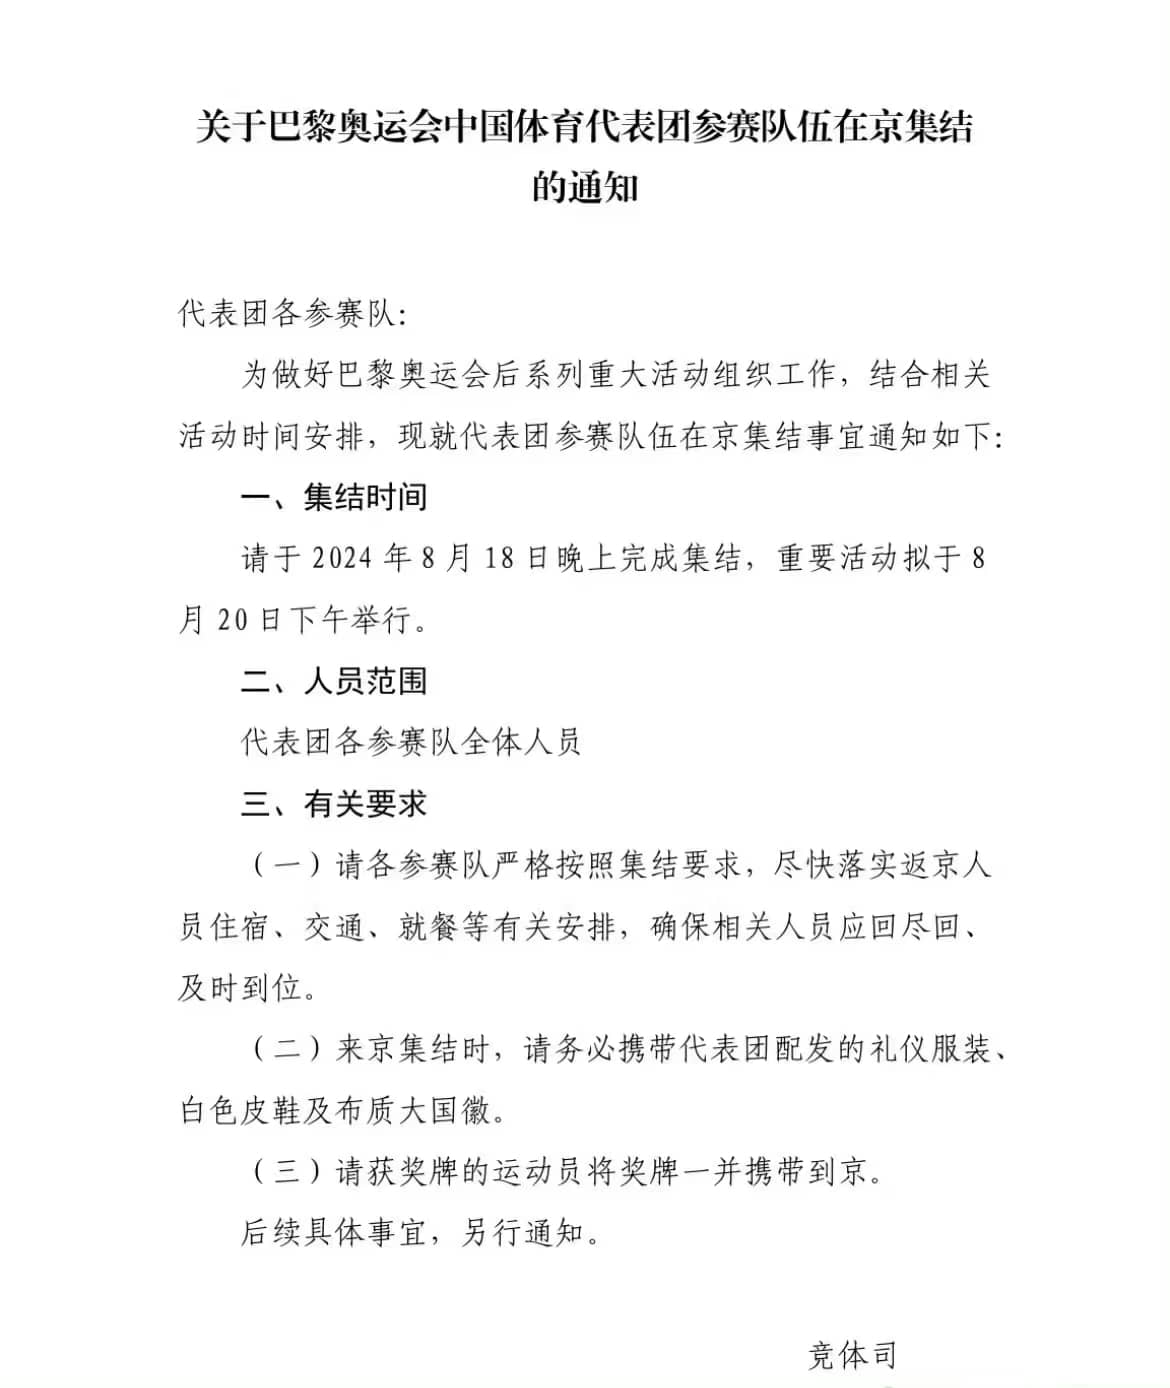 关于巴黎奥运会中国体育代表团参赛队伍在京集结
的通知
代表团各参赛队:
为做好巴黎奥运会后系列重大活动组织工作，结合相关
活动时间安排，现就代表团参赛队伍在京集结事宜通知如下:
一、集结时间
请于 2024 年 8 月 18 日晚上完成集结，重要活动拟于 8
月 20 日下午举行。
二、人员范围
代表团各参赛队全体人员
三、有关要求
（一）请各参赛队严格按照集结要求，尽快落实返京人
员住宿、交通、就餐等有关安排，确保相关人员应回尽回、
及时到位。
（二）来京集结时，请务必携带代表团配发的礼仪服装、
白色皮鞋及布质大国徽。
（三）请获奖牌的运动员将奖牌一并携带到京。
后续具体事宜，另行通知。
竞体司